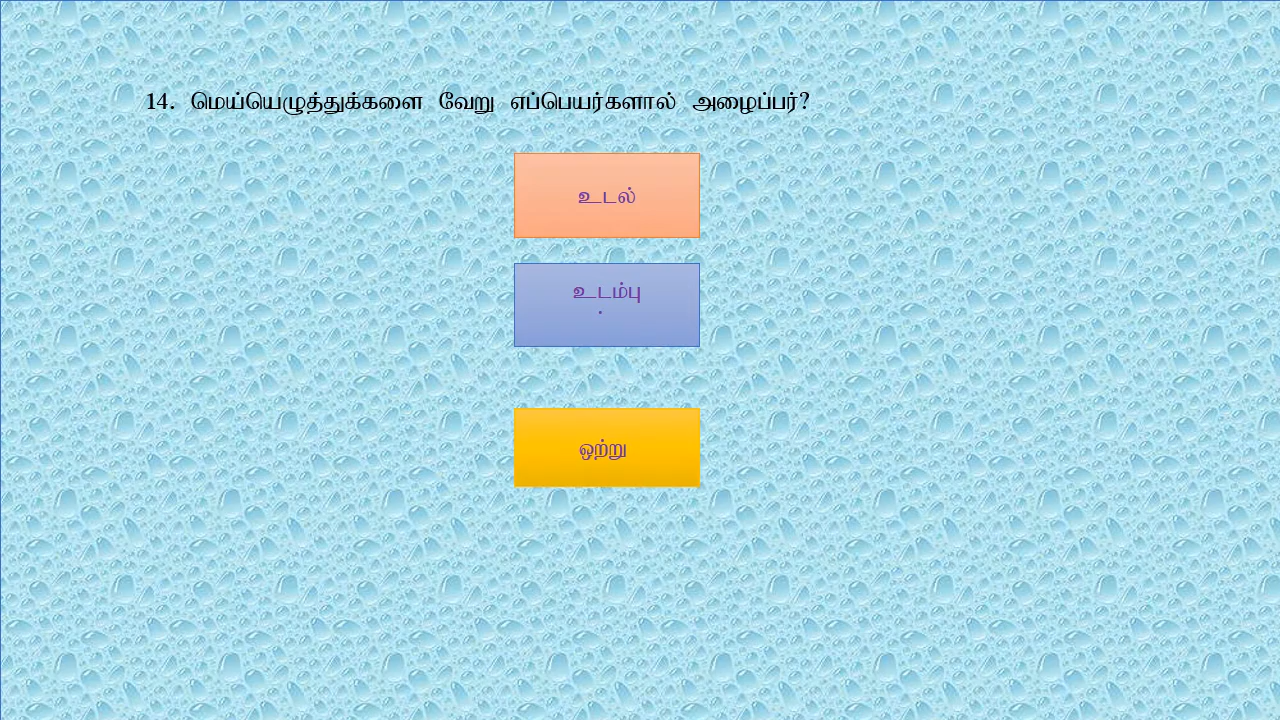 14. மெய்யெழுத்துக்களை வேறு எப்பெயர்களால் அழைப்பர்?
உடல்
உடம்பு
.
ஒற்று